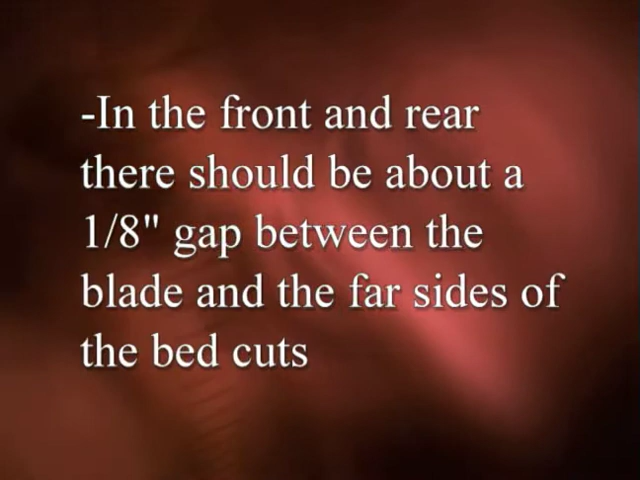 -In the front and rear
there should be about a
1/8" gap between the
blade and the far sides of
the bed cuts